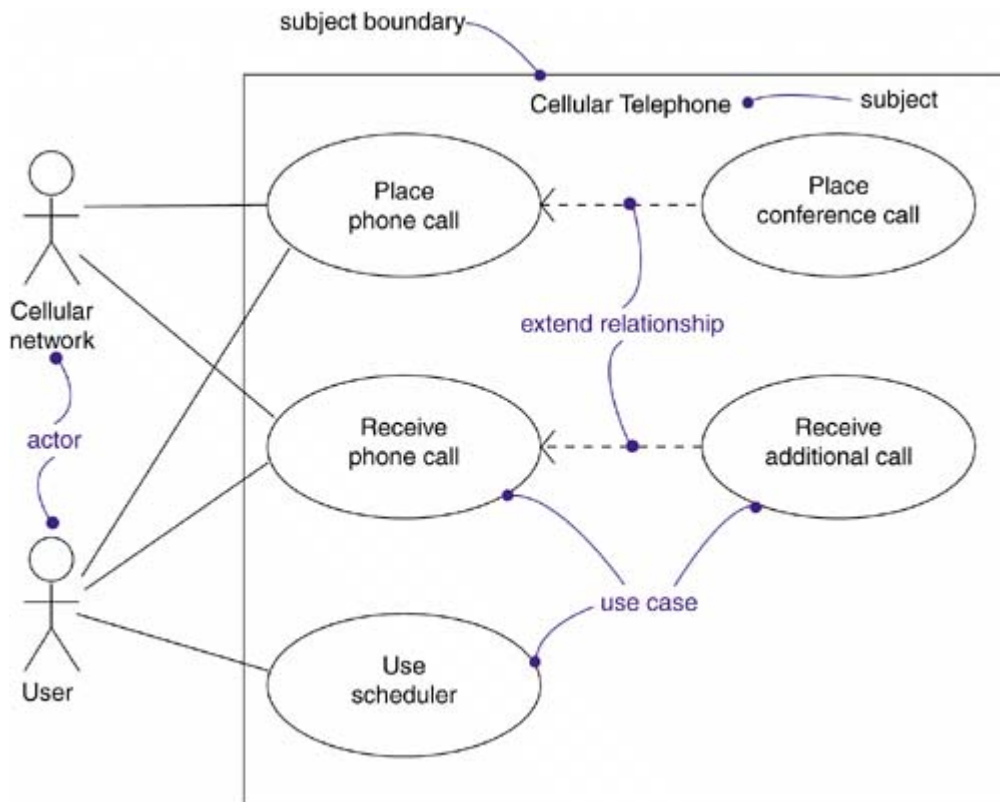 subject boundary
Cellular Telephone
subject
Place
phone call
Place
conference call
Cellular
network
extend relationship
actor
Receive
phone call
Receive
additional call
use case
User
Use
scheduler